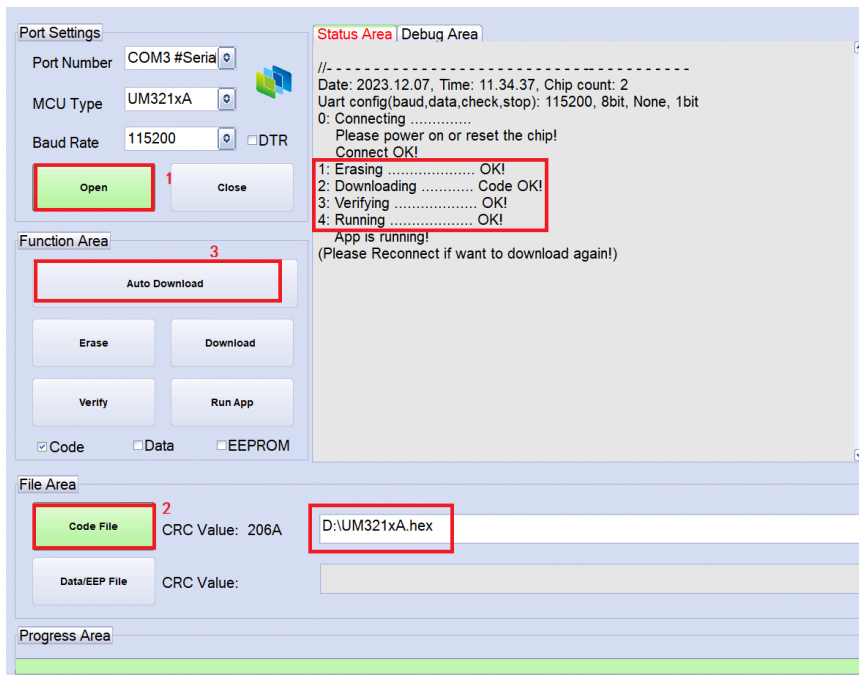 Port Settings
Port Number COM3 #Serial
MCU Type UM321xA
Baud Rate 115200 DTR
Open 1 Close
Function Area
3
Auto Download
Erase Download
Verify Run App
Code Data EEPROM
Status Area Debug Area
//- - - - - - - - - - - - - - - - - - - - - - - - - - - - -- - - - - - - - - - -
Date: 2023.12.07, Time: 11.34.37, Chip count: 2
Uart config(baud,data,check,stop): 115200, 8bit, None, 1bit
0: Connecting .............
Please power on or reset the chip!
Connect OK!
1: Erasing .................... OK!
2: Downloading ............ Code OK!
3: Verifying ................... OK!
4: Running ................... OK!
App is running!
(Please Reconnect if want to download again!)
File Area
2
Code File CRC Value: 206A D:\UM321xA.hex
Data/EEP File CRC Value:
Progress Area